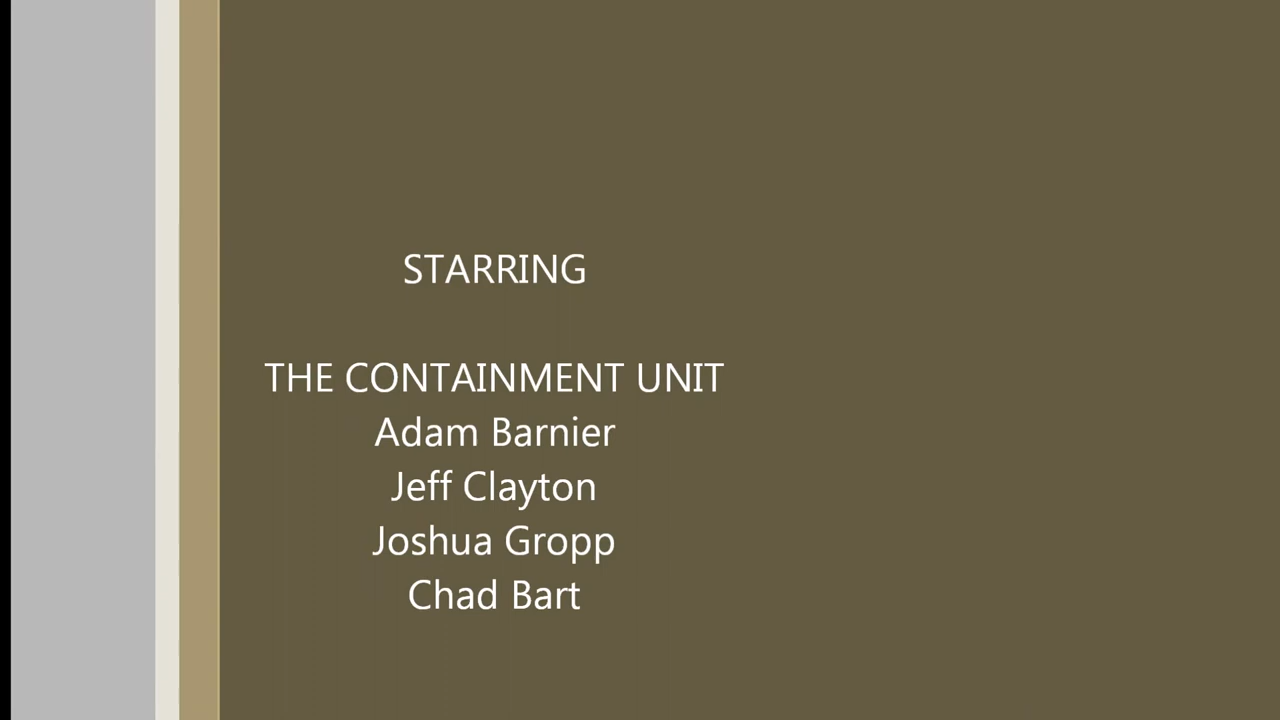 STARRING
THE CONTAINMENT UNIT
Adam Barnier
Jeff Clayton
Joshua Gropp
Chad Bart